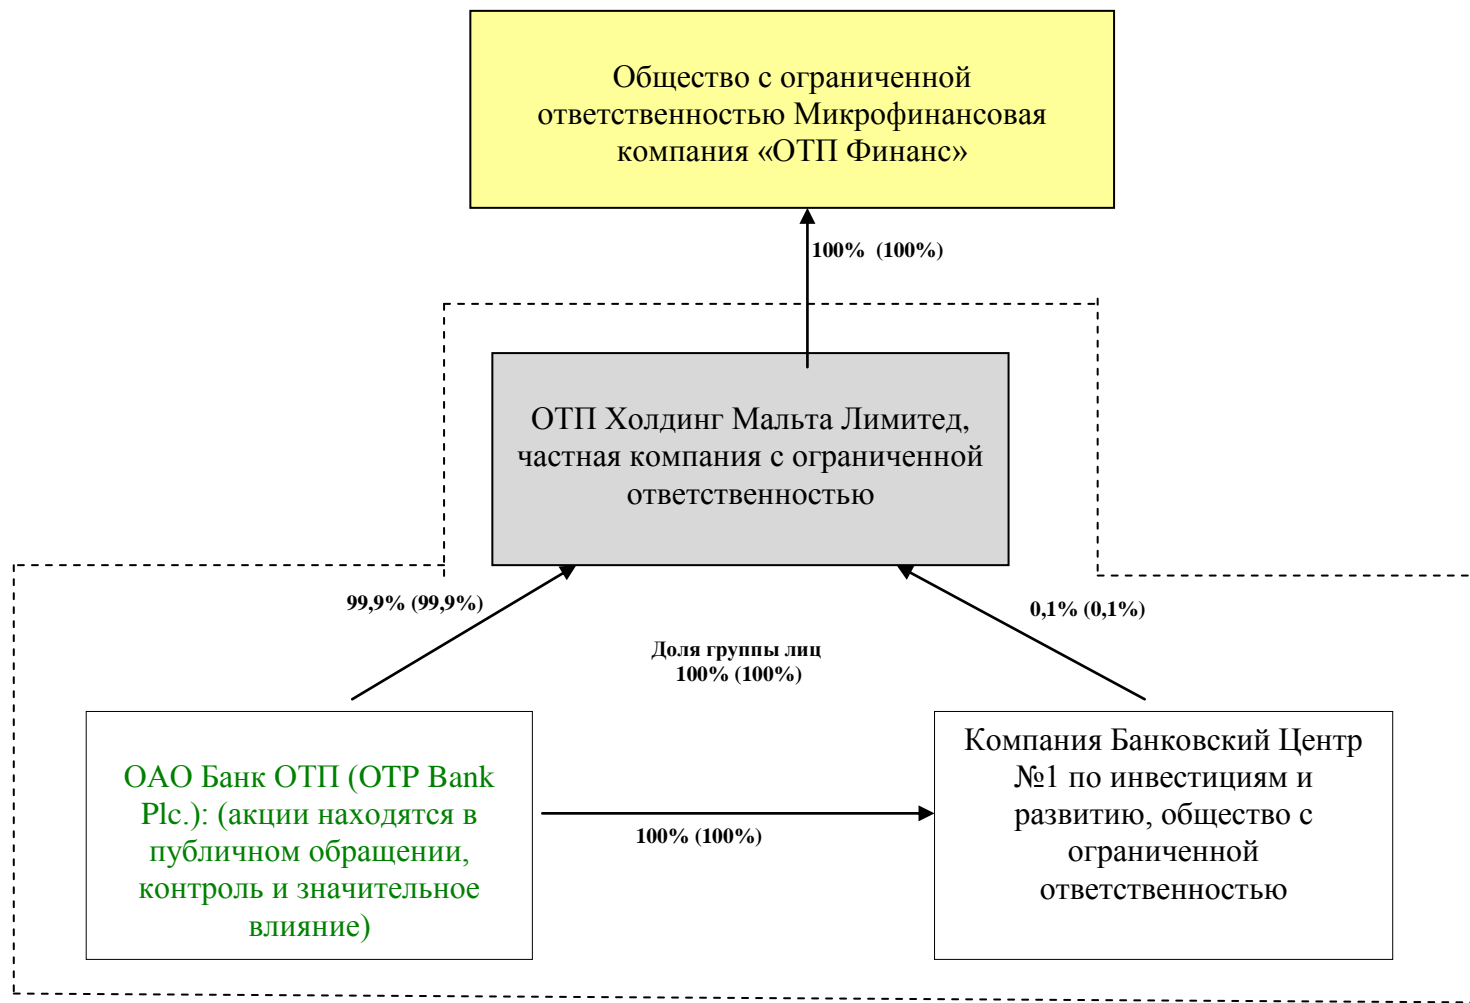 Общество с ограниченной
ответственностью Микрофинансовая
компания «ОТП Финанс»
100%  (100%)
ОТП Холдинг Мальта Лимитед,
частная компания с ограниченной
ответственностью
99,9% (99,9%)
0,1% (0,1%)
Доля группы лиц
100% (100%)
ОАО Банк ОТП (OTP Bank
Plc.): (акции находятся в
публичном обращении,
контроль и значительное
влияние)
100% (100%)
Компания Банковский Центр
№1 по инвестициям и
развитию, общество с
ограниченной
ответственностью